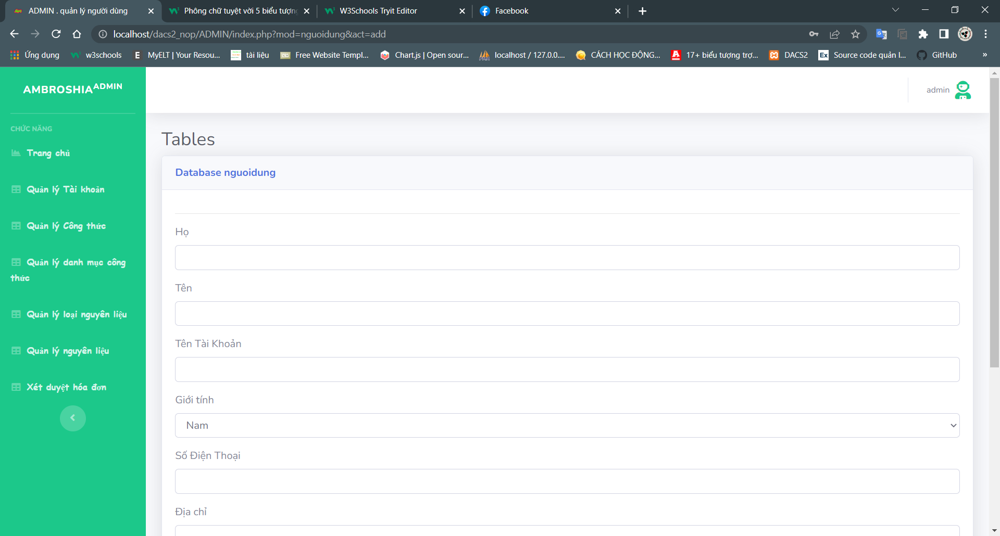 ADMIN . quản lý người dùng
Phông chữ tuyệt vời 5 biểu tượng
W3Schools Tryit Editor
Facebook
localhost/dacs2_nop/ADMIN/index.php?mod=nguoidung&act=add
Ứng dụng
w3schools
MyELT | Your Resou...
tài liệu
Free Website Templ...
Chart.js | Open sour...
localhost / 127.0.0....
CÁCH HỌC ĐỘNG...
17+ biểu tượng trợ...
DACS2
Source code quản l...
GitHub
»
AMBROSHIA ADMIN
admin
CHỨC NĂNG
Trang chủ
Quản lý Tài khoản
Quản lý Công thức
Quản lý danh mục công
thức
Quản lý loại nguyên liệu
Quản lý nguyên liệu
Xét duyệt hóa đơn
Tables
Database nguoidung
Họ
Tên
Tên Tài Khoản
Giới tính
Nam
Số Điện Thoại
Địa chỉ